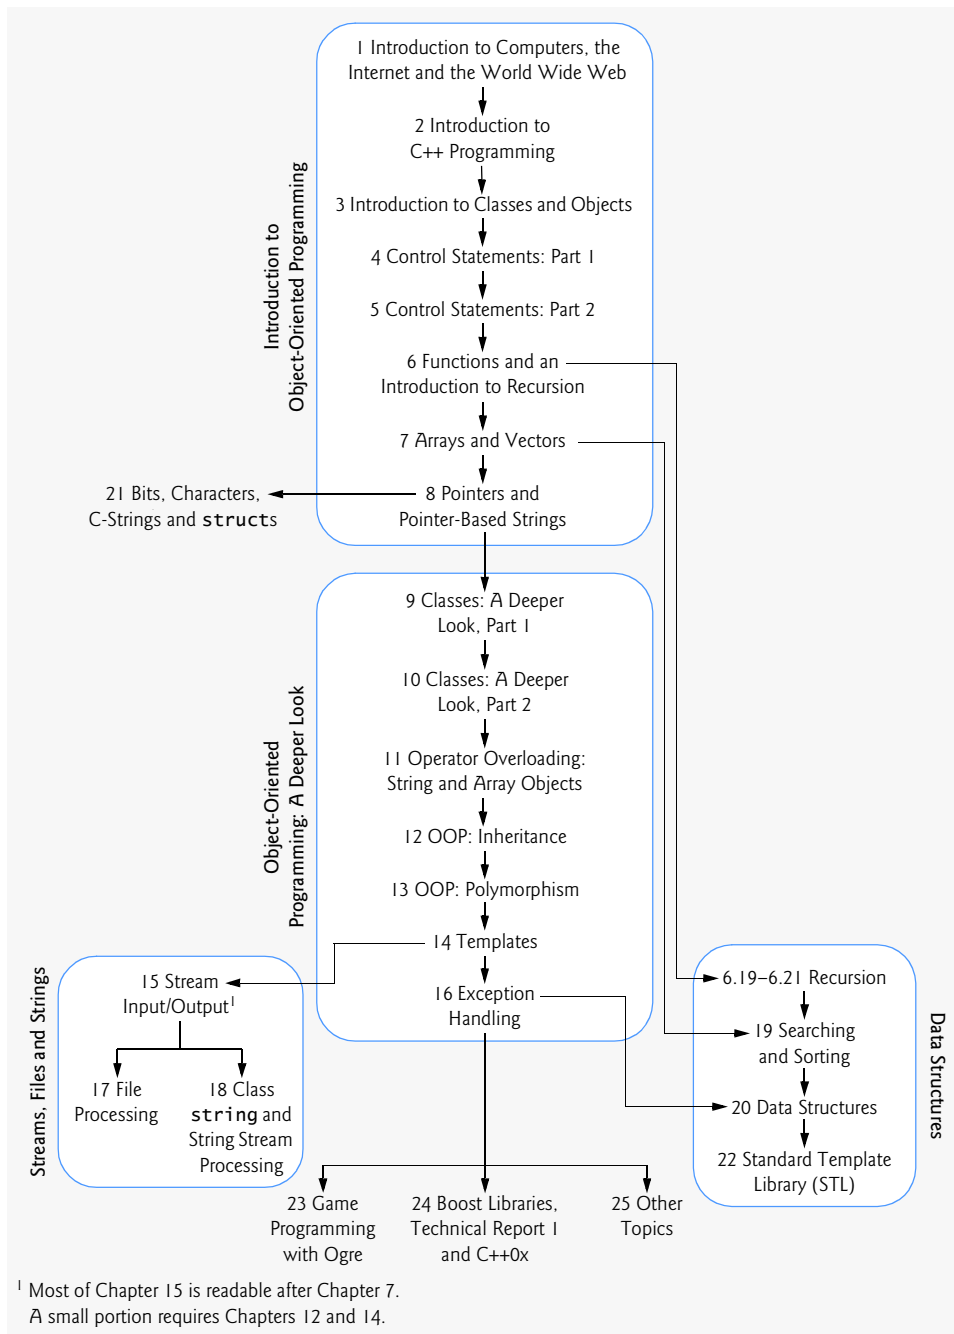 1 Introduction to Computers, the
Internet and the World Wide Web
2 Introduction to
C++ Programming
3 Introduction to Classes and Objects
4 Control Statements: Part 1
5 Control Statements: Part 2
6 Functions and an
Introduction to Recursion
7 Arrays and Vectors
8 Pointers and
Pointer-Based Strings
Introduction to
Object-Oriented Programming
21 Bits, Characters,
C-Strings and structs
9 Classes: A Deeper
Look, Part 1
10 Classes: A Deeper
Look, Part 2
11 Operator Overloading:
String and Array Objects
12 OOP: Inheritance
13 OOP: Polymorphism
14 Templates
16 Exception
Handling
Object-Oriented
Programming: A Deeper Look
15 Stream
Input/Output1
17 File
Processing
18 Class
string and
String Stream
Processing
Streams, Files and Strings
6.19–6.21 Recursion
19 Searching
and Sorting
20 Data Structures
22 Standard Template
Library (STL)
Data Structures
23 Game
Programming
with Ogre
24 Boost Libraries,
Technical Report 1
and C++0x
25 Other
Topics
1 Most of Chapter 15 is readable after Chapter 7.
A small portion requires Chapters 12 and 14.